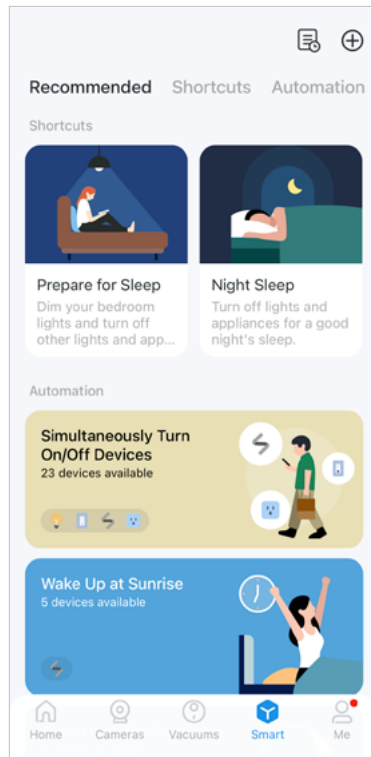 Recommended Shortcuts Automation
Shortcuts
Prepare for Sleep
Dim your bedroom
lights and turn off
other lights and app...
Night Sleep
Turn off lights and
appliances for a good
night's sleep.
Automation
Simultaneously Turn
On/Off Devices
23 devices available
Wake Up at Sunrise
5 devices available
Home Cameras Vacuums Smart Me